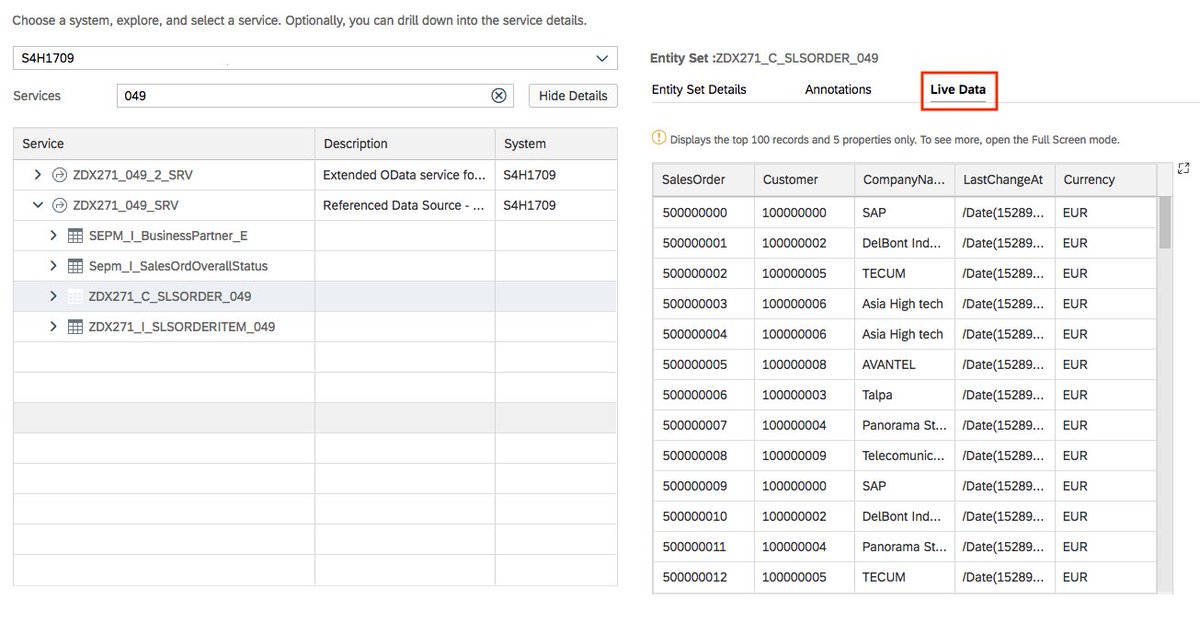 Choose a system, explore, and select a service. Optionally, you can drill down into the service details.
S4H1709
Services 049 Hide Details
Service Description System
ZDX271_049_2_SRV Extended OData service fo... S4H1709
ZDX271_049_SRV Referenced Data Source - ... S4H1709
SEPM_I_BusinessPartner_E
Sepm_I_SalesOrdOverallStatus
ZDX271_C_SLSORDER_049
ZDX271_I_SLSORDERITEM_049
Entity Set :ZDX271_C_SLSORDER_049
Entity Set Details Annotations Live Data
Displays the top 100 records and 5 properties only. To see more, open the Full Screen mode.
SalesOrder Customer CompanyNa... LastChangeAt Currency
500000000 100000000 SAP /Date(15289... EUR
500000001 100000002 DelBont Ind... /Date(15289... EUR
500000002 100000005 TECUM /Date(15289... EUR
500000003 100000006 Asia High tech /Date(15289... EUR
500000004 100000006 Asia High tech /Date(15289... EUR
500000005 100000008 AVANTEL /Date(15289... EUR
500000006 100000003 Talpa /Date(15289... EUR
500000007 100000004 Panorama St... /Date(15289... EUR
500000008 100000009 Telecomunic... /Date(15289... EUR
500000009 100000000 SAP /Date(15289... EUR
500000010 100000002 DelBont Ind... /Date(15289... EUR
500000011 100000004 Panorama St... /Date(15289... EUR
500000012 100000005 TECUM /Date(15289... EUR